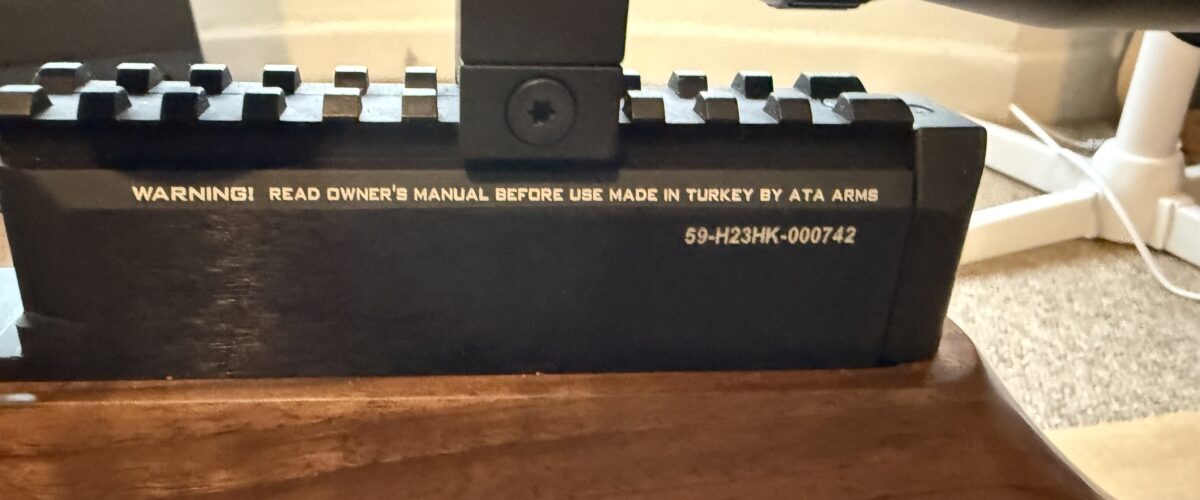 WARNING! READ OWNER'S MANUAL BEFORE USE MADE IN TURKEY BY ATA ARMS
59-H23HK-000742